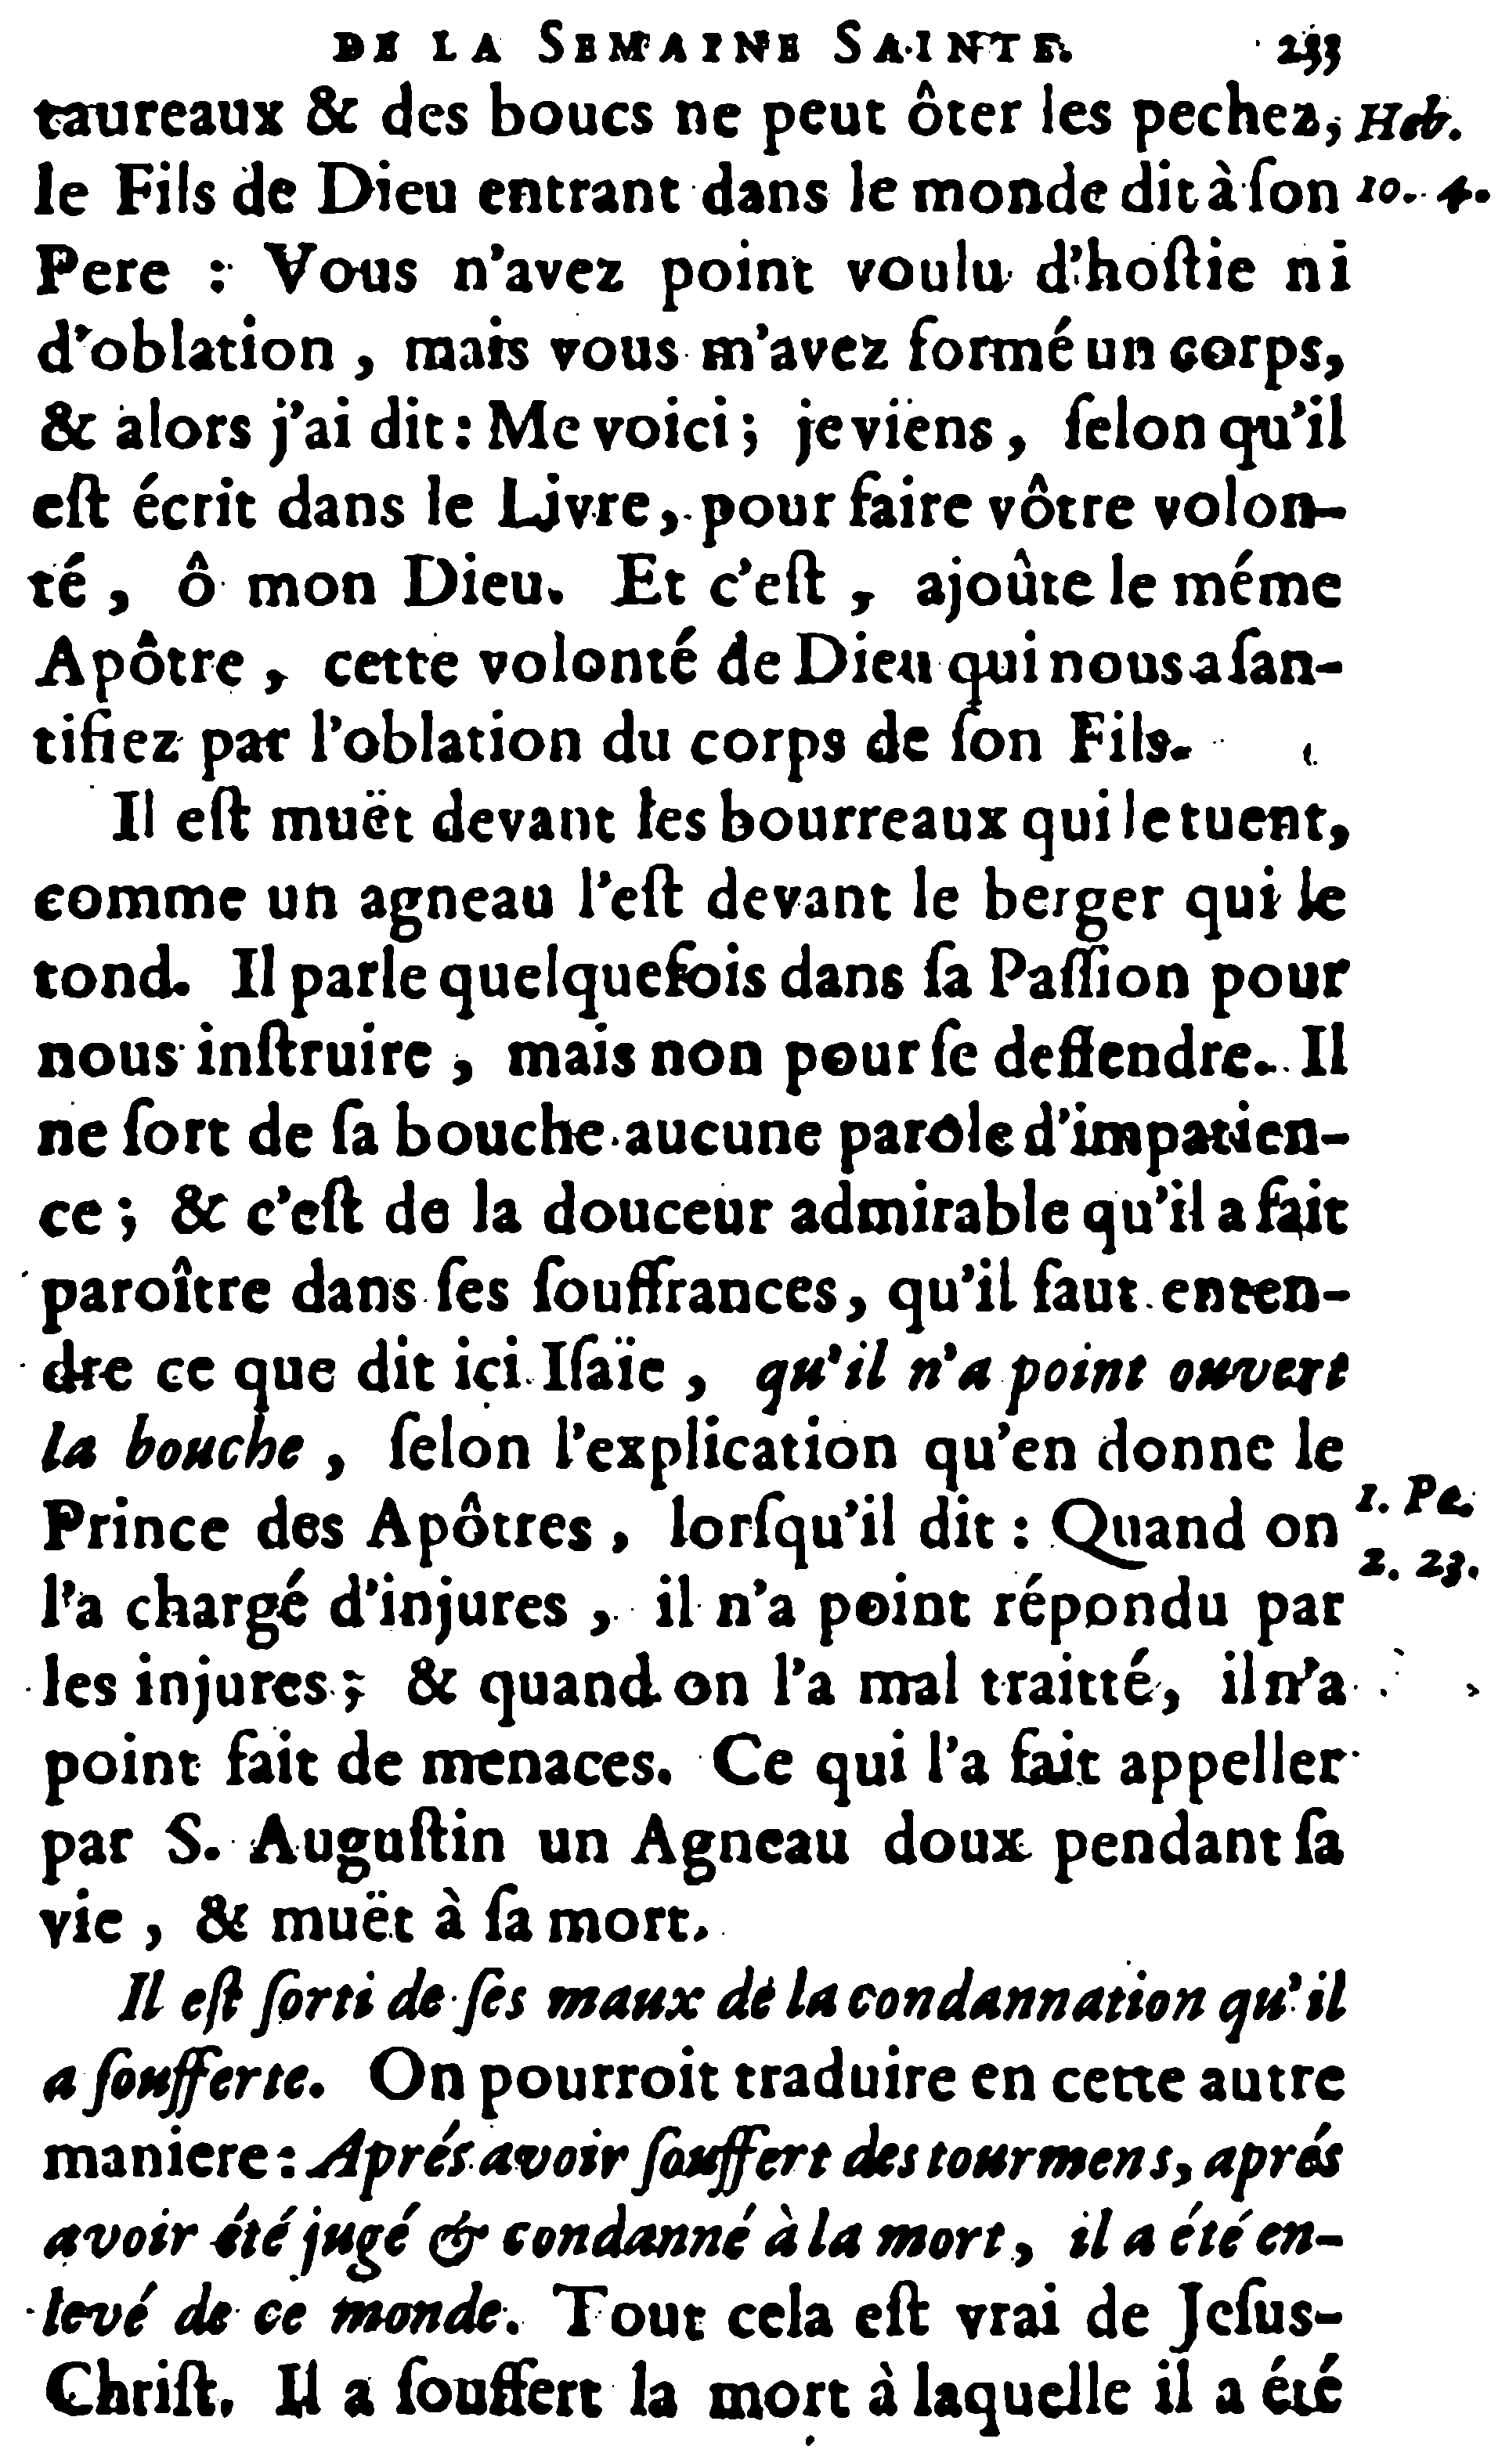 DE LA SEMAINE SAINTE. 233
taureaux & des boucs ne peut ôter les pechez, Heb.
le Fils de Dieu entrant dans le monde dit à ſon 10. 4.
Pere : Vous n'avez point voulu d'hoſtie ni
d'oblation , mais vous m'avez formé un corps,
& alors j'ai dit : Me voici ; je viens , ſelon qu'il
eſt écrit dans le Livre, pour faire vôtre volon-
té , ô mon Dieu. Et c'eſt , ajoûte le méme
Apôtre , cette volonté de Dieu qui nous a ſan-
tifiez par l'oblation du corps de ſon Fils.
Il eſt muët devant les bourreaux qui le tuent,
comme un agneau l'eſt devant le berger qui le
tond. Il parle quelquefois dans ſa Paſſion pour
nous inſtruire , mais non pour ſe deffendre. Il
ne ſort de ſa bouche aucune parole d'impatien-
ce ; & c'eſt de la douceur admirable qu'il a fait
paroître dans ſes ſouffrances, qu'il faut enten-
dre ce que dit ici Iſaïe , qu'il n'a point ouvert
la bouche , ſelon l'explication qu'en donne le
Prince des Apôtres , lorſqu'il dit : Quand on 1. Pe.
l'a chargé d'injures , il n'a point répondu par 2. 23.
les injures ; & quand on l'a mal traitté, il n'a
point fait de menaces. Ce qui l'a fait appeller
par S. Auguſtin un Agneau doux pendant ſa
vie , & muët à ſa mort.
Il eſt ſorti de ſes maux de la condannation qu'il
a ſoufferte. On pourroit traduire en cette autre
maniere : Aprés avoir ſouffert des tourmens, aprés
avoir été jugé & condanné à la mort , il a été en-
levé de ce monde. Tout cela eſt vrai de Jeſus-
Chriſt. Il a ſouffert la mort à laquelle il a été